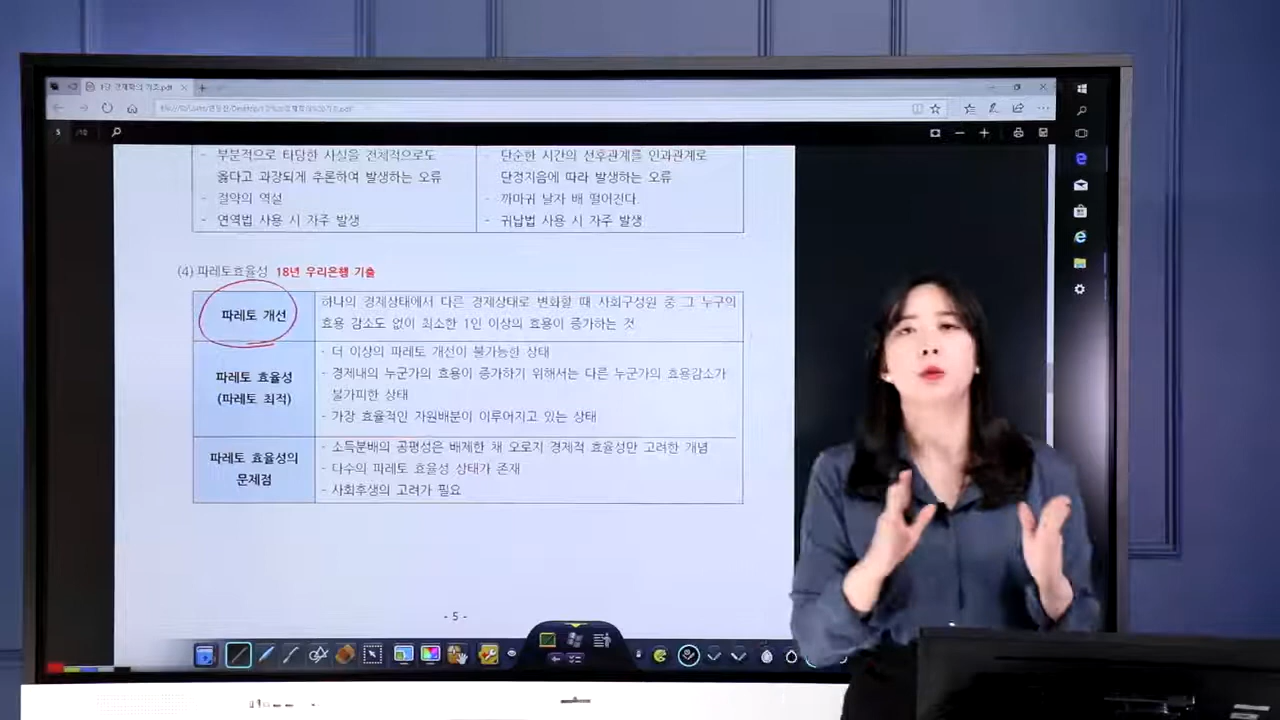 1강 경제학의 기초.pdf
5 /10
- 부분적으로 타당한 사실을 전체적으로도
옳다고 과장되게 추론하여 발생하는 오류
- 절약의 역설
- 연역법 사용 시 자주 발생
- 단순한 시간의 선후관계를 인과관계로
단정지음에 따라 발생하는 오류
- 까마귀 날자 배 떨어진다.
- 귀납법 사용 시 자주 발생
(4) 파레토효율성 18년 우리은행 기출
파레토 개선
하나의 경제상태에서 다른 경제상태로 변화할 때 사회구성원 중 그 누구의
효용 감소도 없이 최소한 1인 이상의 효용이 증가하는 것
파레토 효율성
(파레토 최적)
- 더 이상의 파레토 개선이 불가능한 상태
- 경제내의 누군가의 효용이 증가하기 위해서는 다른 누군가의 효용감소가
불가피한 상태
- 가장 효율적인 자원배분이 이루어지고 있는 상태
파레토 효율성의
문제점
- 소득분배의 공평성은 배제한 채 오로지 경제적 효율성만 고려한 개념
- 다수의 파레토 효율성 상태가 존재
- 사회후생의 고려가 필요
- 5 -